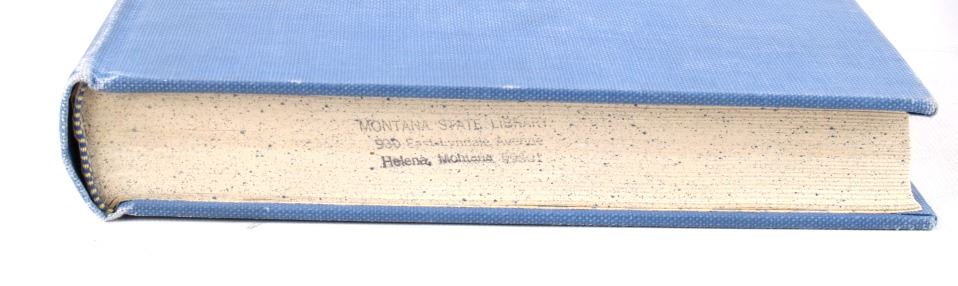 MONTANA STATE LIBRARY
930 East Lyndale Avenue
Helena, Montana 59601